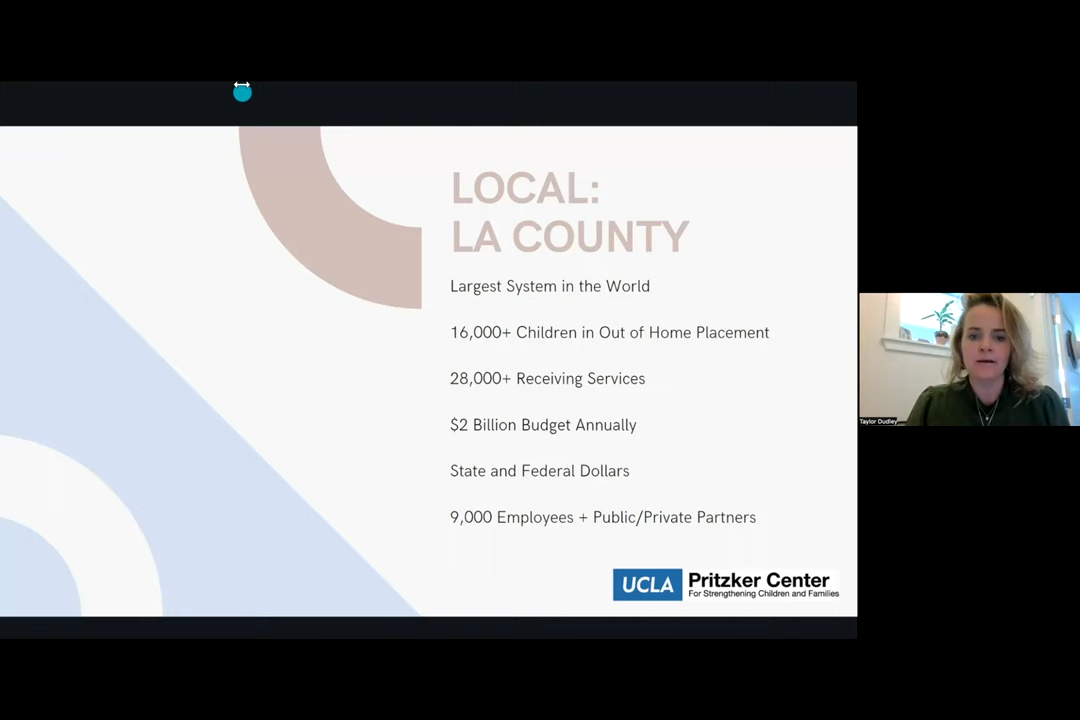 LOCAL:
LA COUNTY
Largest System in the World
16,000+ Children in Out of Home Placement
28,000+ Receiving Services
$2 Billion Budget Annually
State and Federal Dollars
9,000 Employees + Public/Private Partners
UCLA Pritzker Center
For Strengthening Children and Families
Taylor Dudley